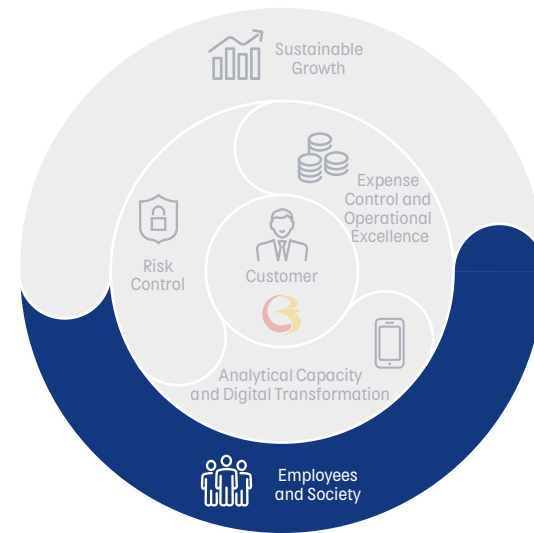 Sustainable
Growth
Expense
Control and
Operational
Excellence
Risk
Control
Customer
Analytical Capacity
and Digital Transformation
Employees
and Society